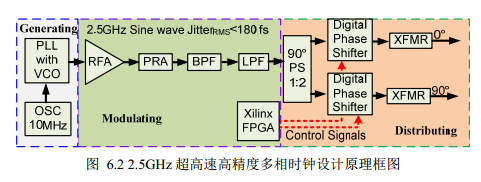 Generating
2.5GHz Sine wave JitterRMS<180 fs
PLL
with
VCO
OSC
10MHz
RFA
PRA
BPF
LPF
Modulating
90°
PS
1:2
Xilinx
FPGA
Control Signals
Digital
Phase
Shifter
XFMR
0°
Digital
Phase
Shifter
XFMR
90°
Distributing
图 6.2 2.5GHz 超高速高精度多相时钟设计原理框图